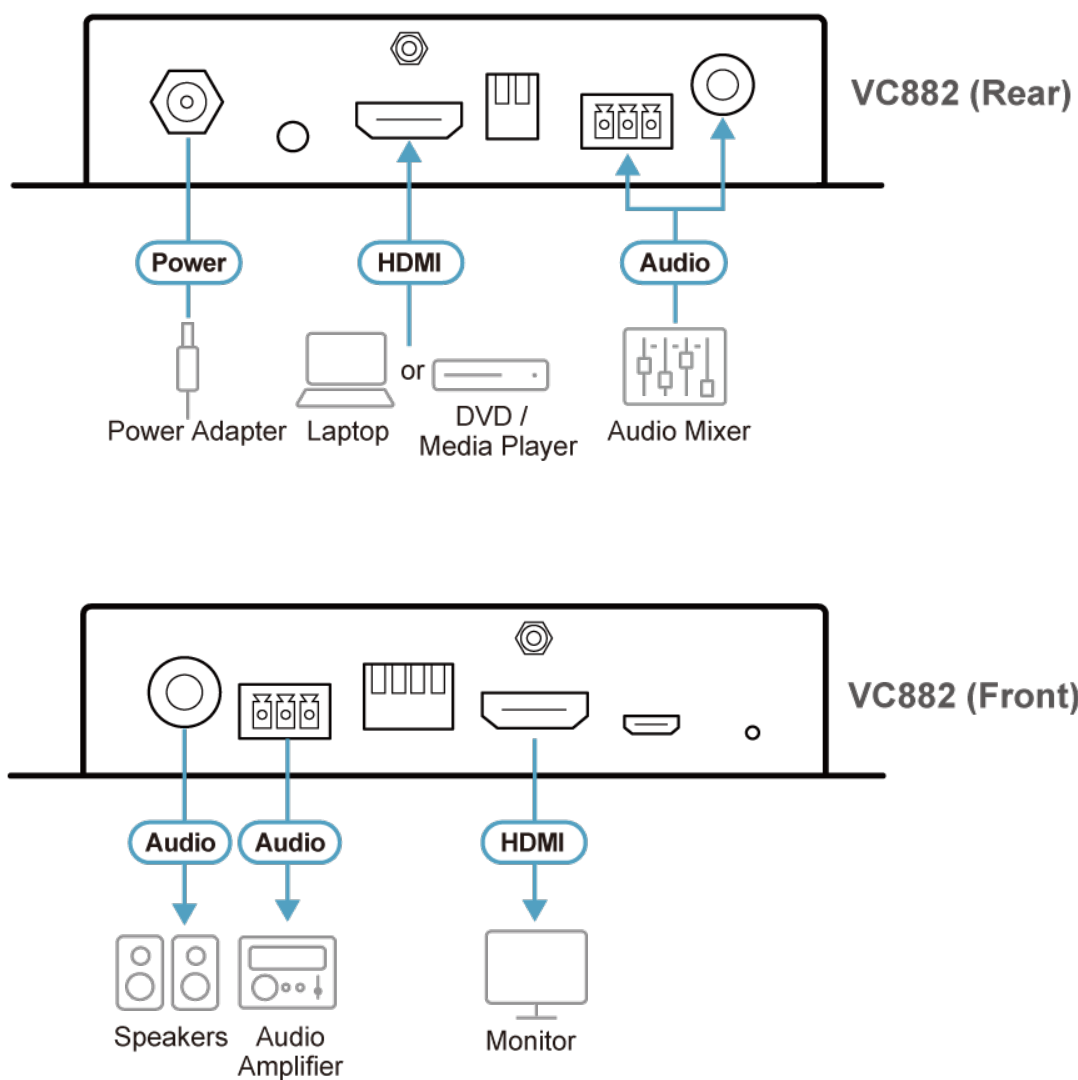 VC882 (Rear)
Power
HDMI
Audio
or
Power Adapter
Laptop
DVD /
Media Player
Audio Mixer
VC882 (Front)
Audio
Audio
HDMI
Speakers
Audio
Amplifier
Monitor